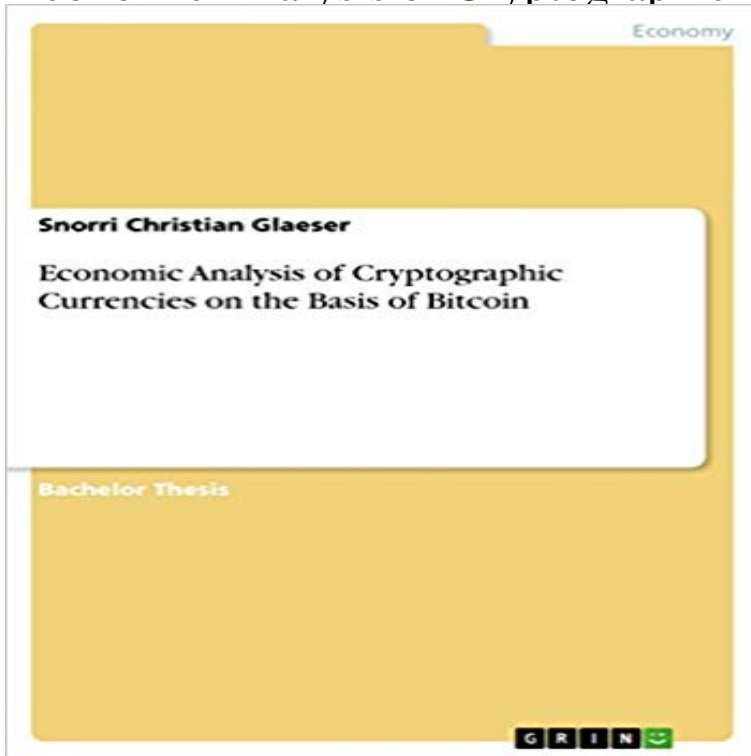 Economy
Snorri Christian Glaeser
Economic Analysis of Cryptographic
Currencies on the Basis of Bitcoin
Bachelor Thesis
GRIN